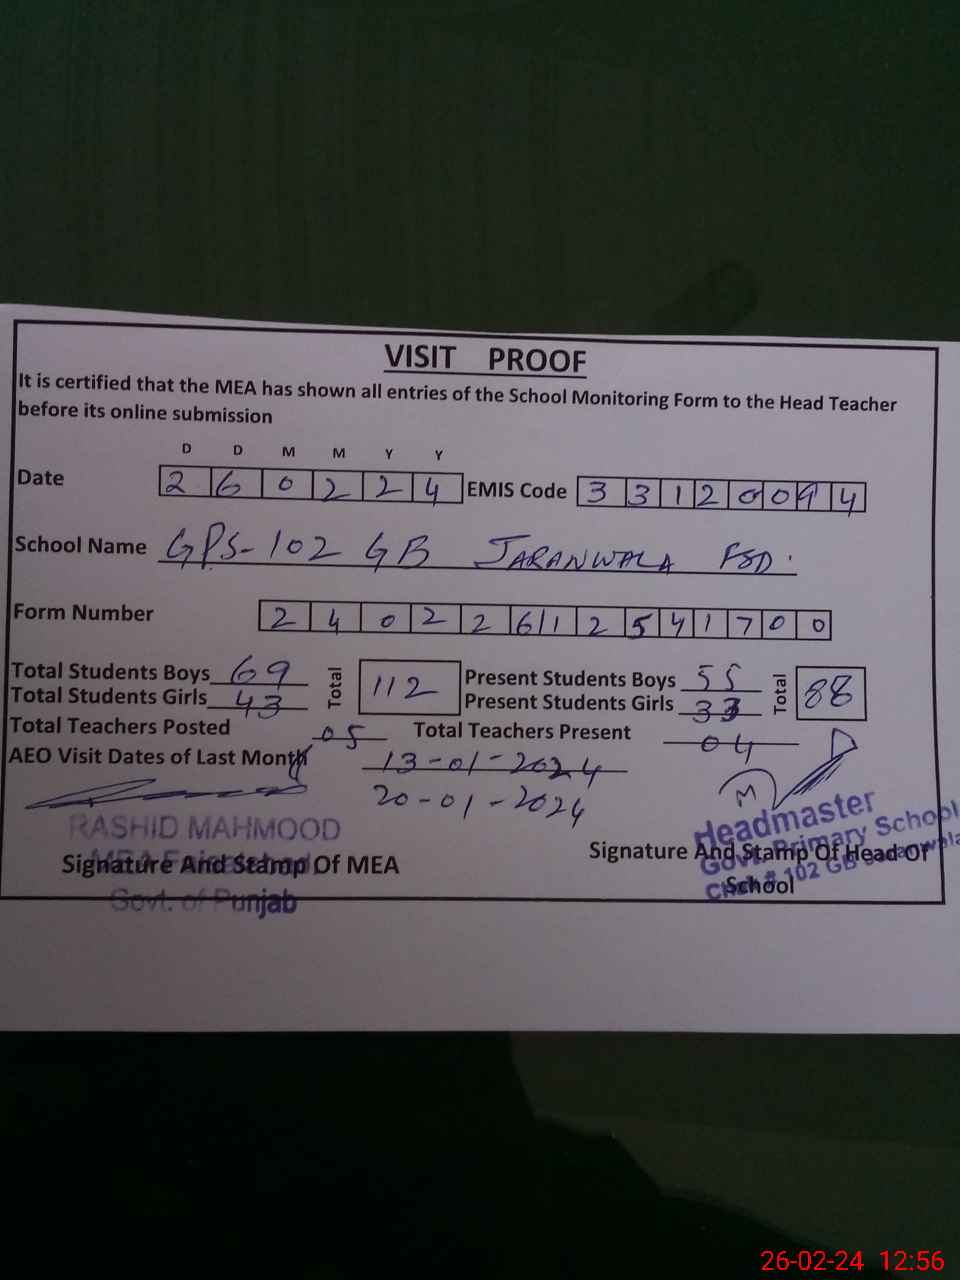 VISIT PROOF
It is certified that the MEA has shown all entries of the School Monitoring Form to the Head Teacher
before its online submission
D D M M Y Y
Date 2 6 0 2 2 4 EMIS Code 3 3 1 2 0 0 9 4
School Name GPS-102 GB JARANWALA FSD.
Form Number 2 4 0 2 2 6 1 2 5 4 1 7 0 0
Total Students Boys 69 Total 112 Present Students Boys 55 Total 88
Total Students Girls 43 Present Students Girls 33
Total Teachers Posted 05 Total Teachers Present 04
AEO Visit Dates of Last Month 13-01-2024
20-01-2024
RASHID MAHMOOD
Headmaster
Govt. Primary School
Signature And Stamp Of MEA
Signature And Stamp Of Head Of
School
Govt. of Punjab
102 GB
26-02-24 12:56